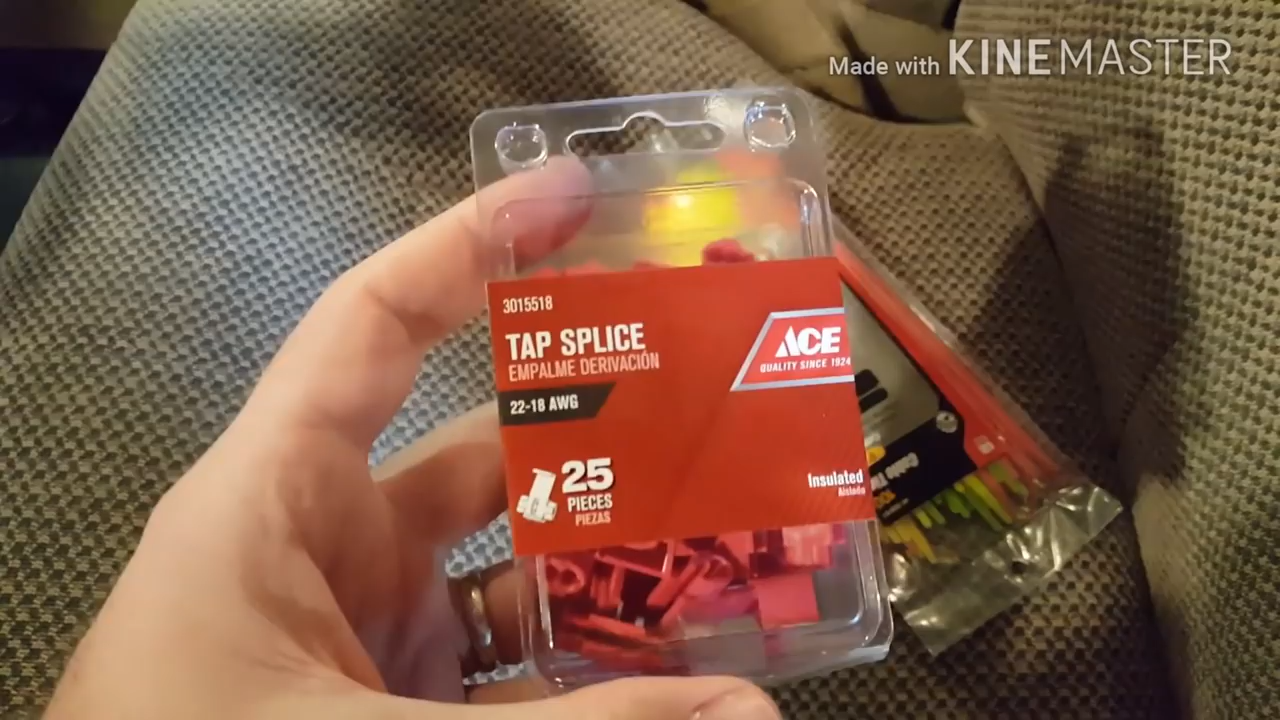 Made with KINEMASTER
3015518
TAP SPLICE
EMPALME DERIVACIÓN
22-18 AWG
ACE
QUALITY SINCE 1924
25
PIECES
PIEZAS
Insulated
Aislado